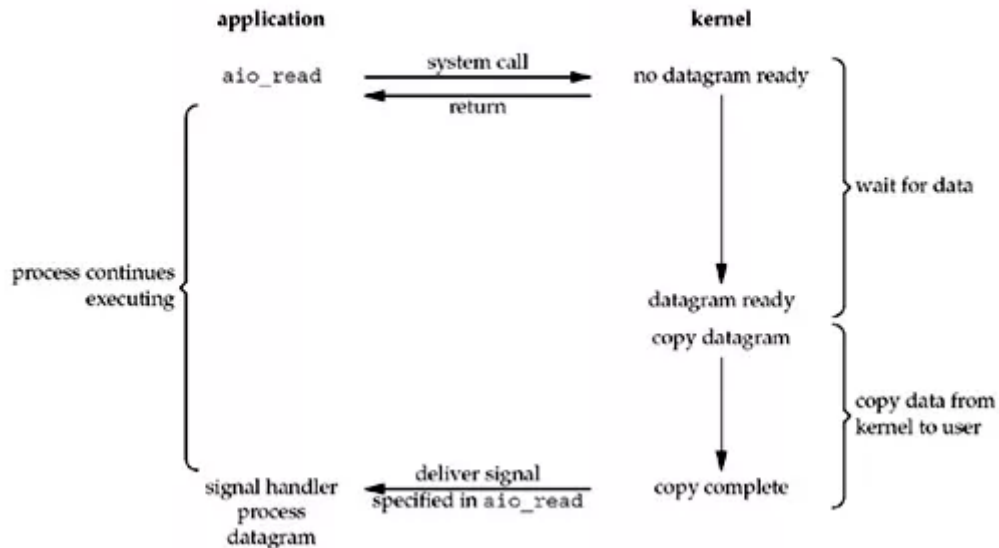 application
kernel
aio_read
system call
no datagram ready
return
wait for data
process continues
executing
datagram ready
copy datagram
copy data from
kernel to user
deliver signal
signal handler
specified in aio_read
copy complete
process
datagram